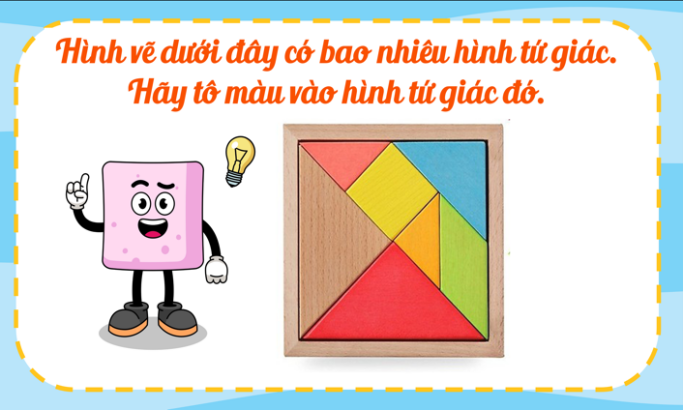 Hình vẽ dưới đây có bao nhiêu hình tứ giác.
Hãy tô màu vào hình tứ giác đó.